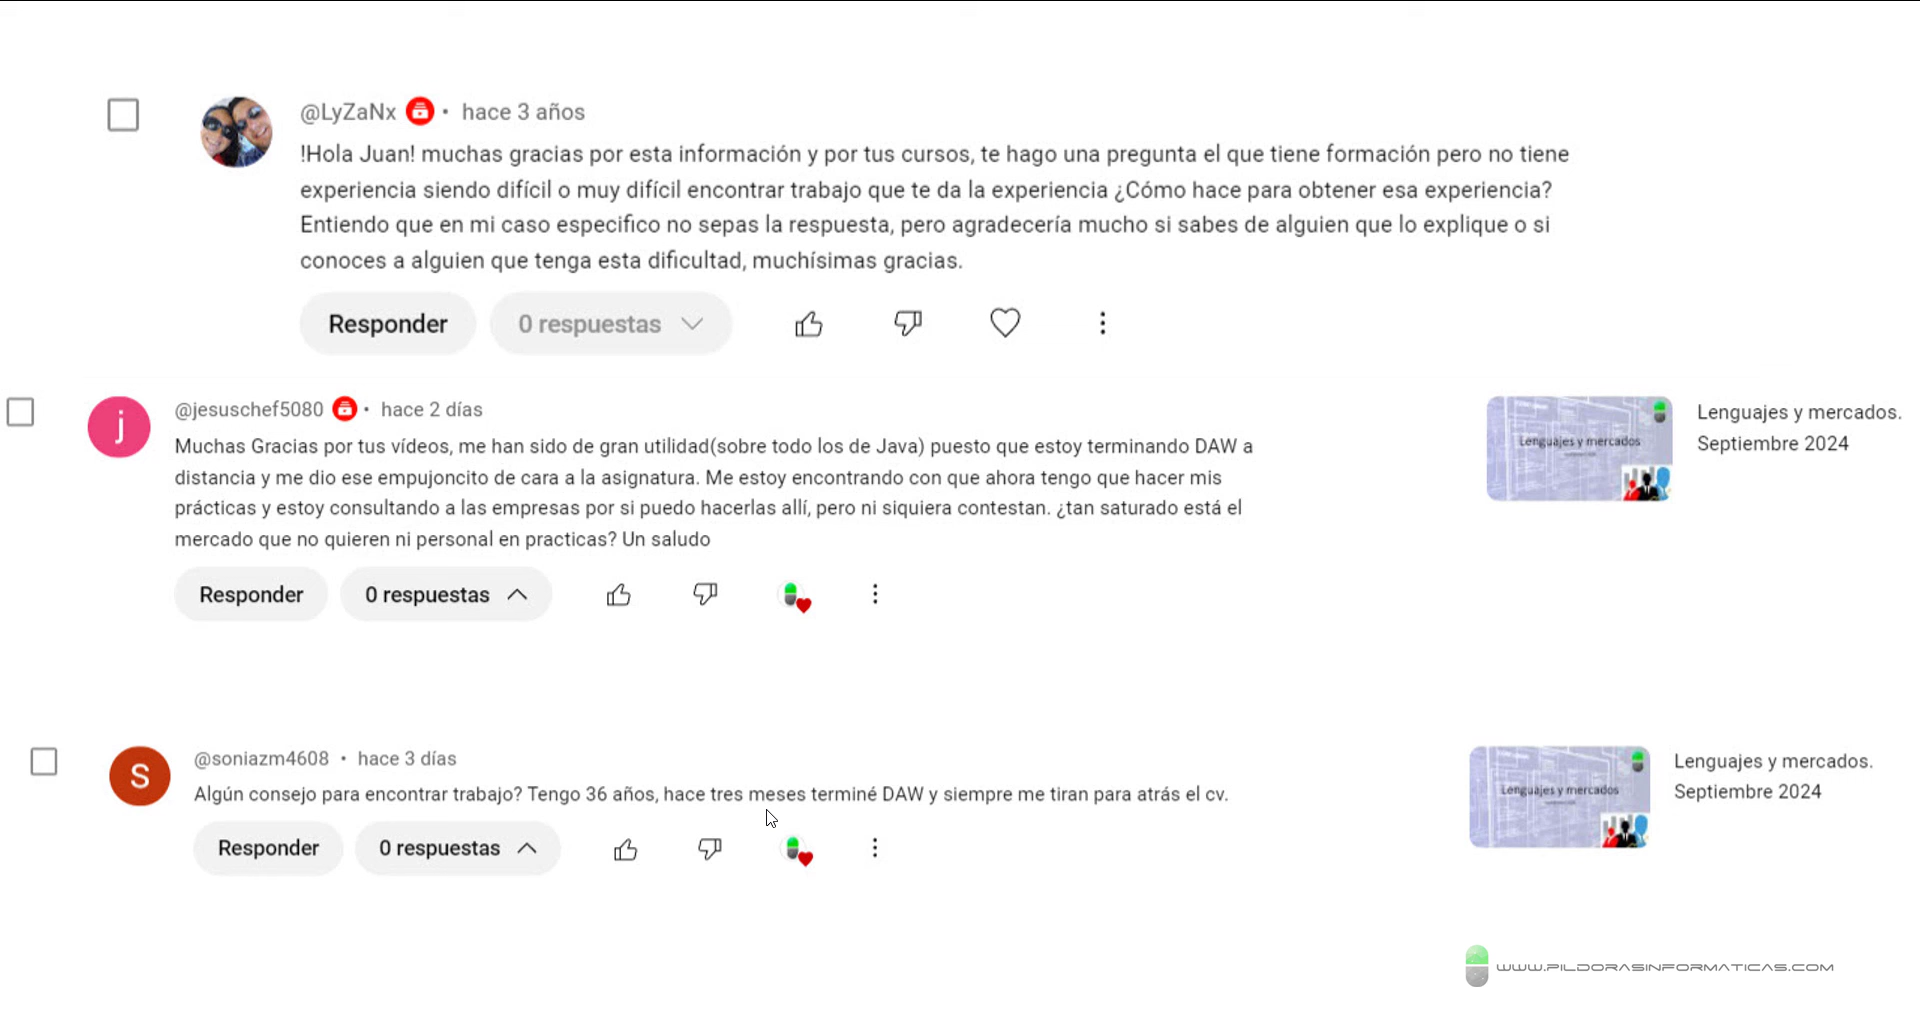 @LyZaNx • hace 3 años
!Hola Juan! muchas gracias por esta información y por tus cursos, te hago una pregunta el que tiene formación pero no tiene
experiencia siendo difícil o muy difícil encontrar trabajo que te da la experiencia ¿Cómo hace para obtener esa experiencia?
Entiendo que en mi caso especifico no sepas la respuesta, pero agradecería mucho si sabes de alguien que lo explique o si
conoces a alguien que tenga esta dificultad, muchísimas gracias.
Responder 0 respuestas
j
@jesuschef5080 • hace 2 días
Muchas Gracias por tus vídeos, me han sido de gran utilidad(sobre todo los de Java) puesto que estoy terminando DAW a
distancia y me dio ese empujoncito de cara a la asignatura. Me estoy encontrando con que ahora tengo que hacer mis
prácticas y estoy consultando a las empresas por si puedo hacerlas allí, pero ni siquiera contestan. ¿tan saturado está el
mercado que no quieren ni personal en practicas? Un saludo
Responder 0 respuestas
Lenguajes y mercados
Lenguajes y mercados.
Septiembre 2024
S
@soniazm4608 • hace 3 días
Algún consejo para encontrar trabajo? Tengo 36 años, hace tres meses terminé DAW y siempre me tiran para atrás el cv.
Responder 0 respuestas
Lenguajes y mercados
Lenguajes y mercados.
Septiembre 2024
WWW.PILDORASINFORMATICAS.COM